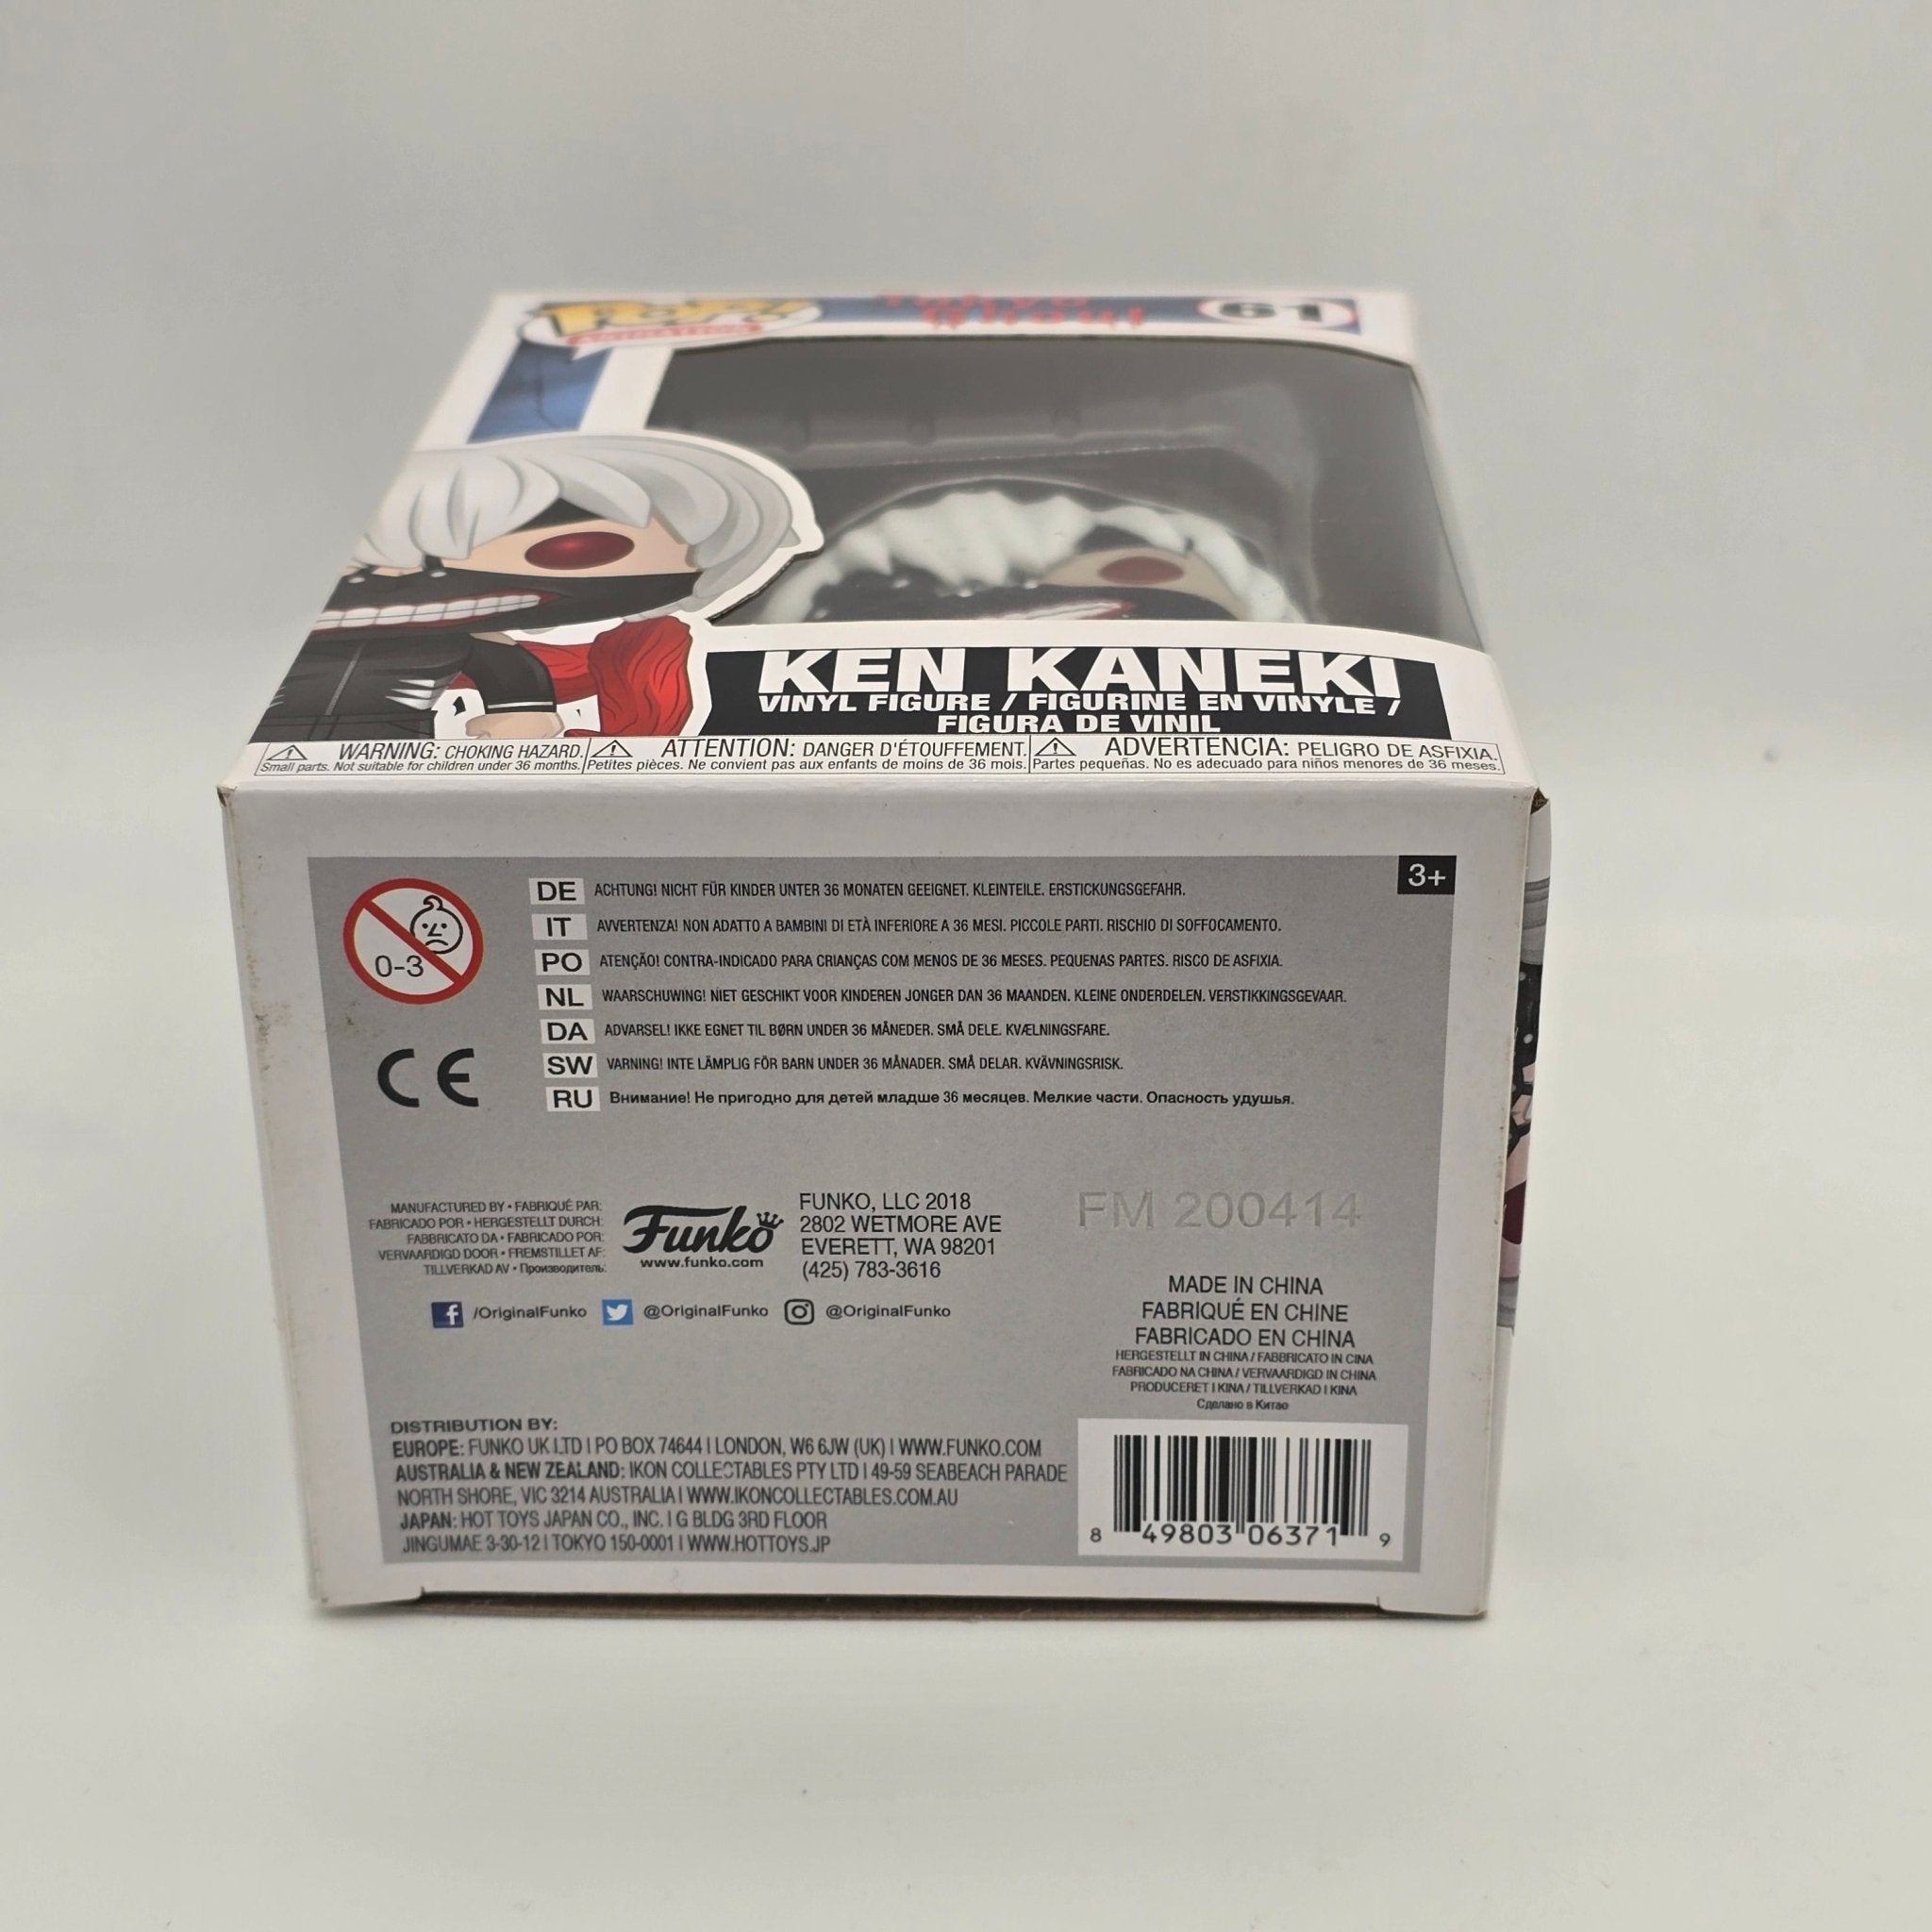 POP!
ANIMATION
Tokyo
Ghoul
61
KEN KANEKI
VINYL FIGURE / FIGURINE EN VINYLE /
FIGURA DE VINIL
WARNING: CHOKING HAZARD.
Small parts. Not suitable for children under 36 months.
ATTENTION: DANGER D'ÉTOUFFEMENT.
Petites pièces. Ne convient pas aux enfants de moins de 36 mois.
ADVERTENCIA: PELIGRO DE ASFIXIA.
Partes pequeñas. No es adecuado para niños menores de 36 meses.
3+
0-3
DE ACHTUNG! NICHT FÜR KINDER UNTER 36 MONATEN GEEIGNET. KLEINTEILE. ERSTICKUNGSGEFAHR.
IT AVVERTENZA! NON ADATTO A BAMBINI DI ETÀ INFERIORE A 36 MESI. PICCOLE PARTI. RISCHIO DI SOFFOCAMENTO.
PO ATENÇÃO! CONTRA-INDICADO PARA CRIANÇAS COM MENOS DE 36 MESES. PEQUENAS PARTES. RISCO DE ASFIXIA.
NL WAARSCHUWING! NIET GESCHIKT VOOR KINDEREN JONGER DAN 36 MAANDEN. KLEINE ONDERDELEN. VERSTIKKINGSGEVAAR.
DA ADVARSEL! IKKE EGNET TIL BØRN UNDER 36 MÅNEDER. SMÅ DELE. KVÆLNINGSFARE.
SW VARNING! INTE LÄMPLIG FÖR BARN UNDER 36 MÅNADER. SMÅ DELAR. KVÄVNINGSRISK.
RU Внимание! Не пригодно для детей младше 36 месяцев. Мелкие части. Опасность удушья.
CE
MANUFACTURED BY • FABRIQUÉ PAR:
FABRICADO POR • HERGESTELLT DURCH:
FABBRICATO DA • FABRICADO POR:
VERVAARDIGD DOOR • FREMSTILLET AF:
TILLVERKAD AV • Производитель:
Funko
www.funko.com
FUNKO, LLC 2018
2802 WETMORE AVE
EVERETT, WA 98201
(425) 783-3616
FM 200414
/OriginalFunko @OriginalFunko @OriginalFunko
MADE IN CHINA
FABRIQUÉ EN CHINE
FABRICADO EN CHINA
HERGESTELLT IN CHINA / FABBRICATO IN CINA
FABRICADO NA CHINA / VERVAARDIGD IN CHINA
PRODUCERET I KINA / TILLVERKAD I KINA
Сделано в Китае
DISTRIBUTION BY:
EUROPE: FUNKO UK LTD | PO BOX 74644 | LONDON, W6 6JW (UK) | WWW.FUNKO.COM
AUSTRALIA & NEW ZEALAND: IKON COLLECTABLES PTY LTD | 49-59 SEABEACH PARADE
NORTH SHORE, VIC 3214 AUSTRALIA | WWW.IKONCOLLECTABLES.COM.AU
JAPAN: HOT TOYS JAPAN CO., INC. | G BLDG 3RD FLOOR
JINGUMAE 3-30-12 | TOKYO 150-0001 | WWW.HOTTOYS.JP
8 49803 06371 9